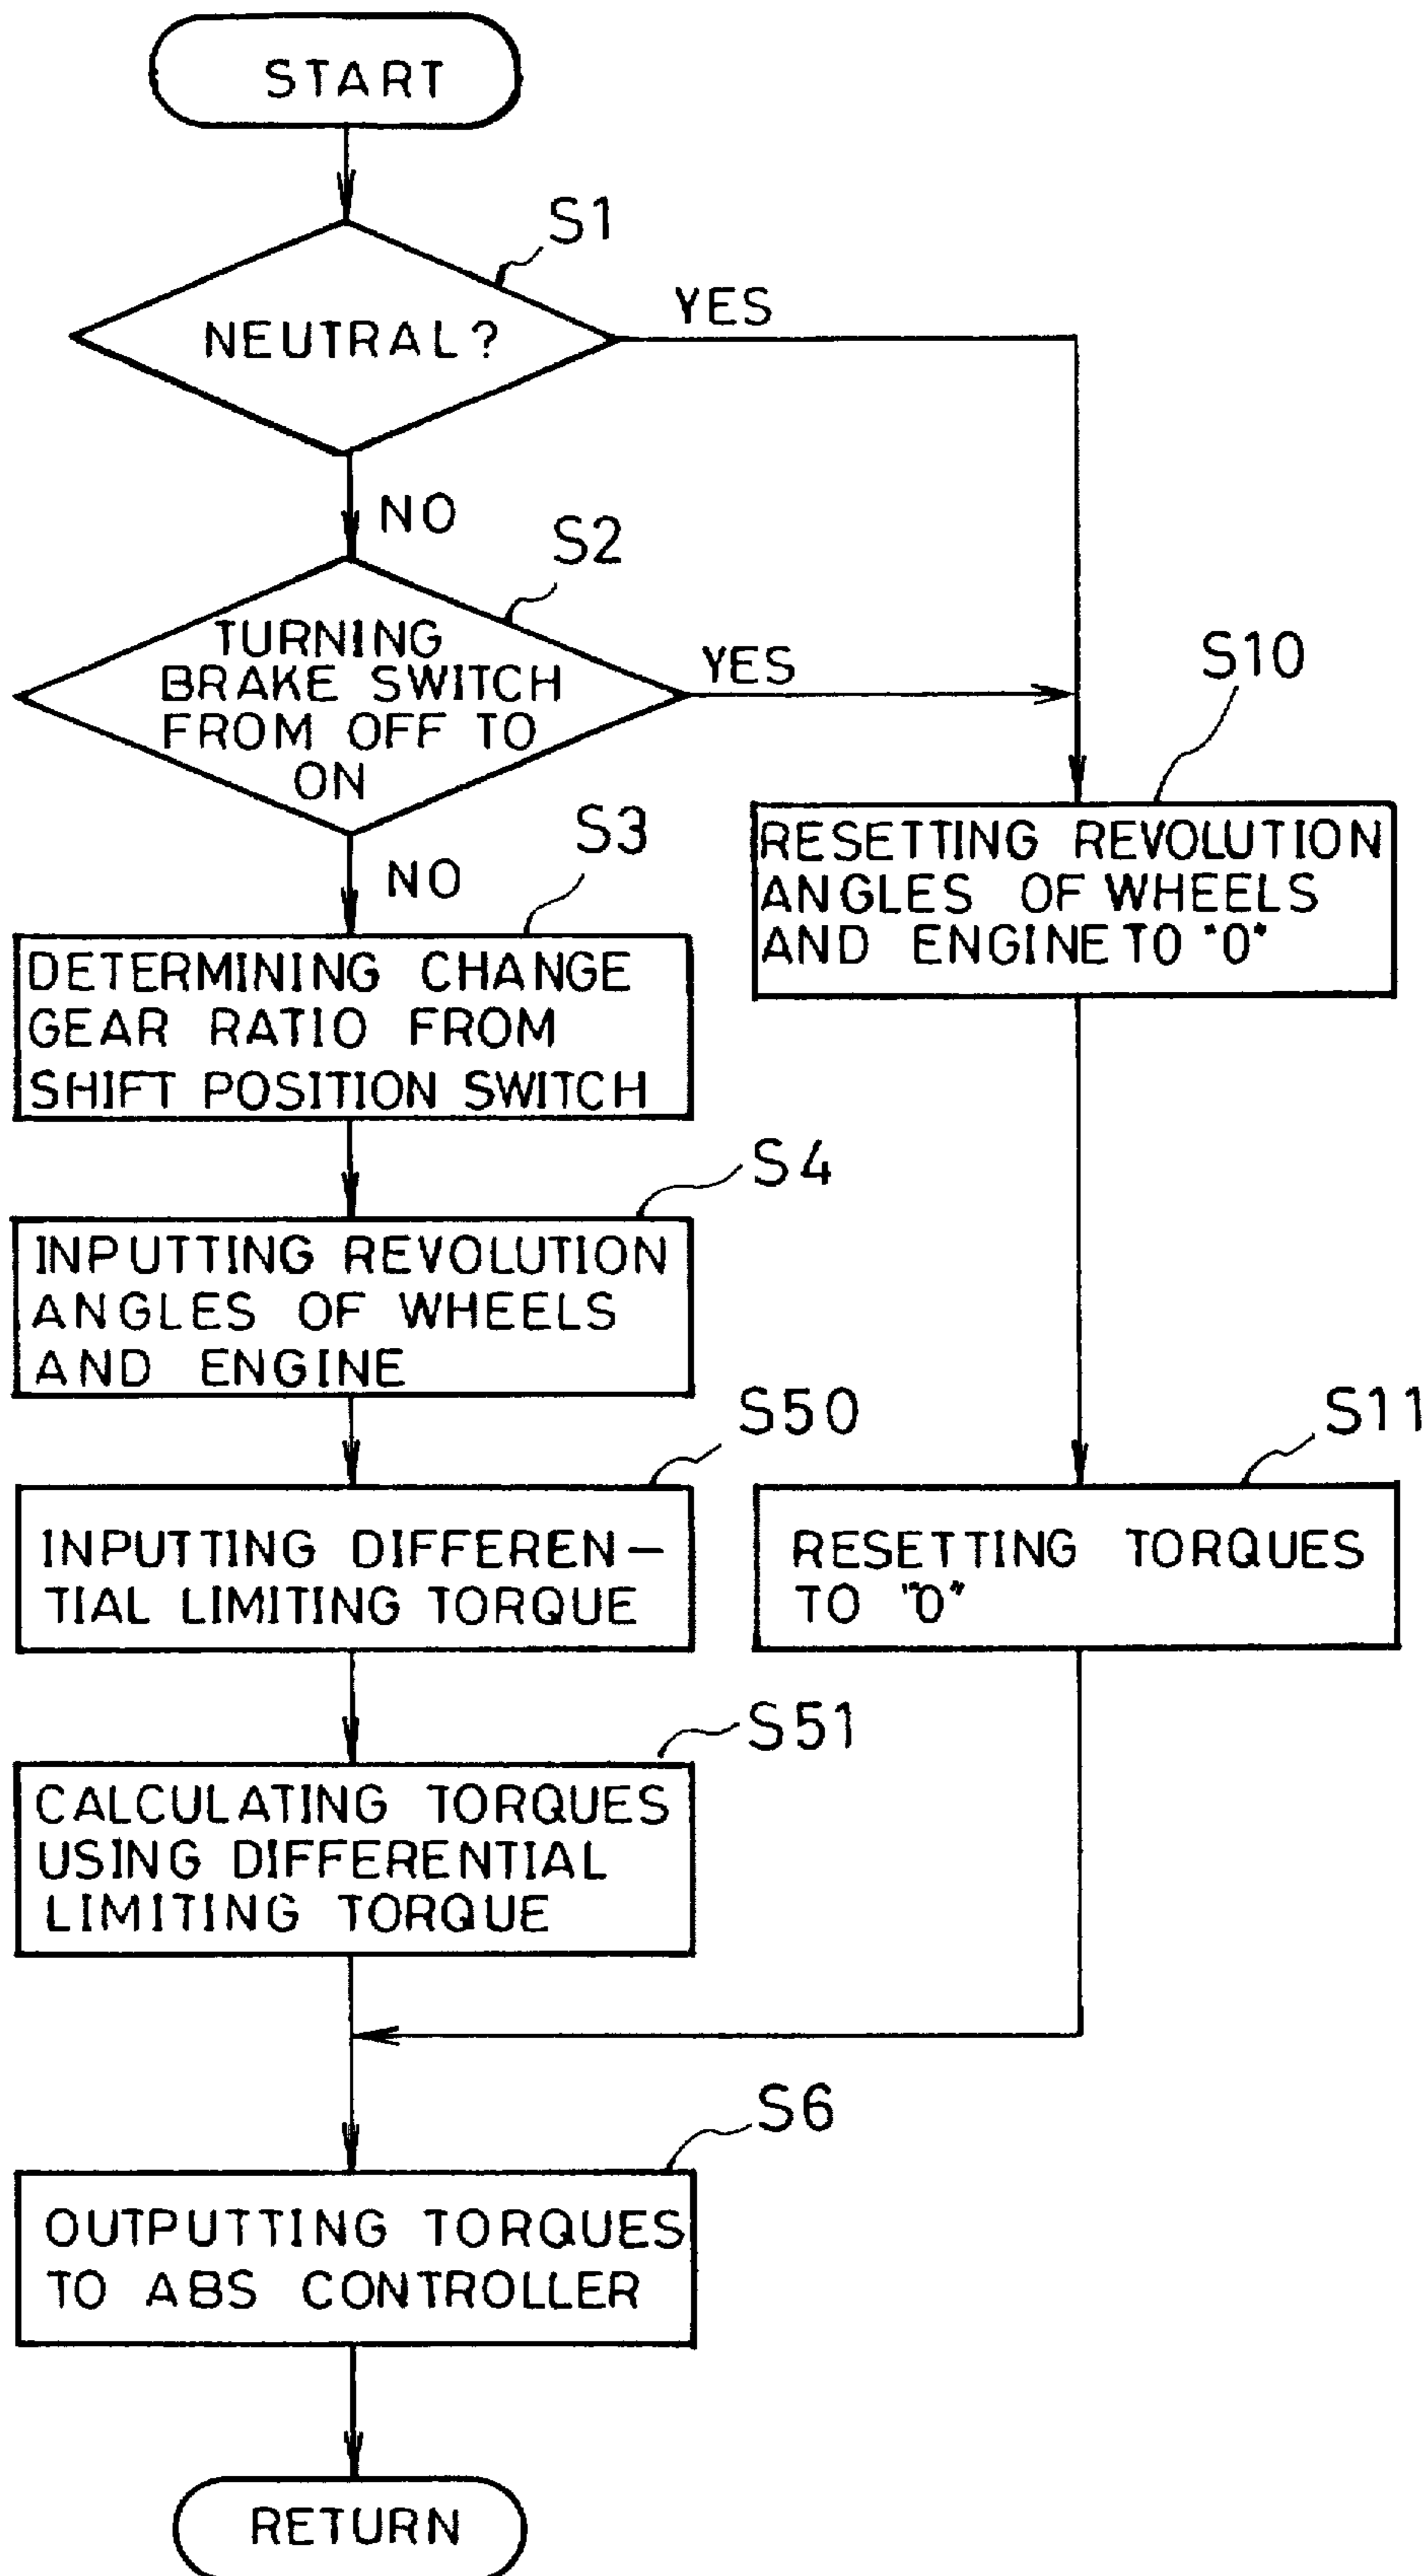 START
S1
NEUTRAL?
YES
NO
S2
TURNING
BRAKE SWITCH
FROM OFF TO
ON
YES
NO
S3
DETERMINING CHANGE
GEAR RATIO FROM
SHIFT POSITION SWITCH
S10
RESETTING REVOLUTION
ANGLES OF WHEELS
AND ENGINE TO "0"
S4
INPUTTING REVOLUTION
ANGLES OF WHEELS
AND ENGINE
S50
INPUTTING DIFFEREN-
TIAL LIMITING TORQUE
S11
RESETTING TORQUES
TO "0"
S51
CALCULATING TORQUES
USING DIFFERENTIAL
LIMITING TORQUE
S6
OUTPUTTING TORQUES
TO ABS CONTROLLER
RETURN